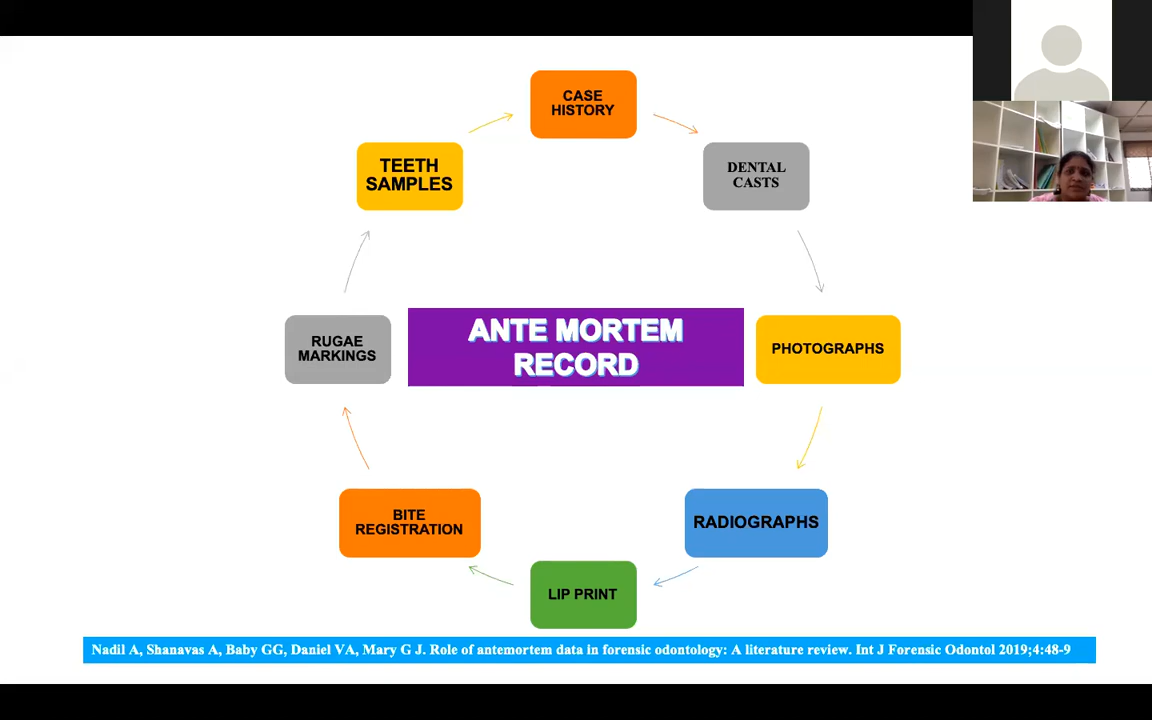 CASE
HISTORY
DENTAL
CASTS
PHOTOGRAPHS
RADIOGRAPHS
LIP PRINT
BITE
REGISTRATION
RUGAE
MARKINGS
TEETH
SAMPLES
ANTE MORTEM
RECORD
Nadil A, Shanavas A, Baby GG, Daniel VA, Mary G J. Role of antemortem data in forensic odontology: A literature review. Int J Forensic Odontol 2019;4:48-9